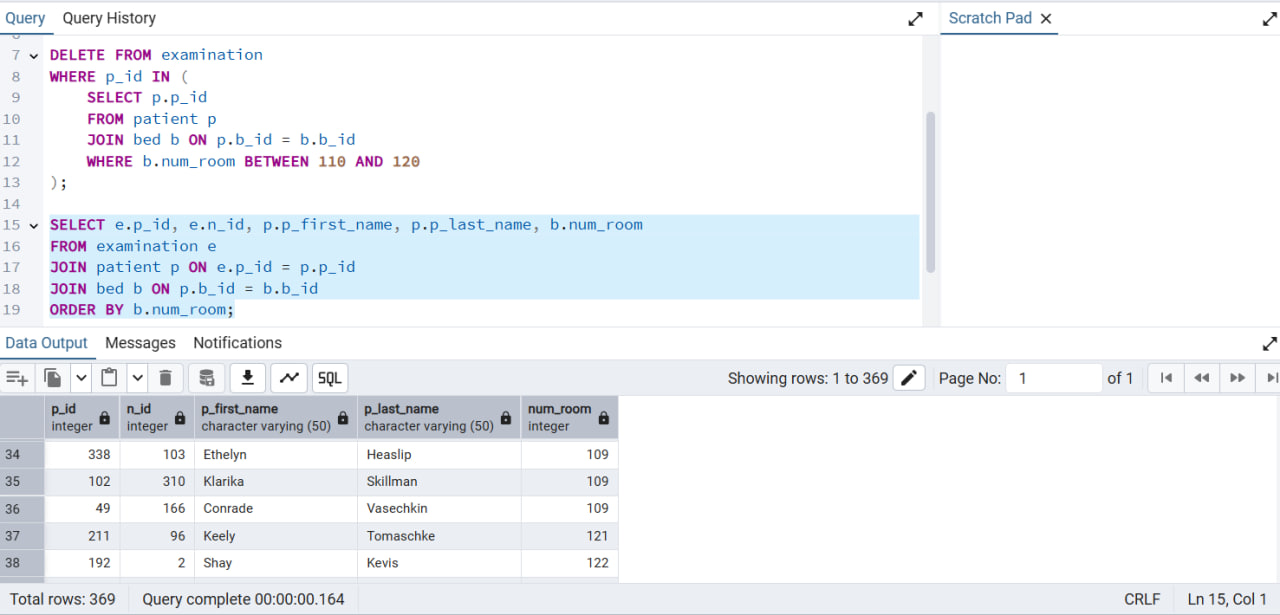 Query Query History Scratch Pad ×
7 DELETE FROM examination
8 WHERE p_id IN (
9 SELECT p.p_id
10 FROM patient p
11 JOIN bed b ON p.b_id = b.b_id
12 WHERE b.num_room BETWEEN 110 AND 120
13 );
14
15 SELECT e.p_id, e.n_id, p.p_first_name, p.p_last_name, b.num_room
16 FROM examination e
17 JOIN patient p ON e.p_id = p.p_id
18 JOIN bed b ON p.b_id = b.b_id
19 ORDER BY b.num_room;
Data Output Messages Notifications
SQL Showing rows: 1 to 369 Page No: 1 of 1
p_id n_id p_first_name p_last_name num_room
integer integer character varying (50) character varying (50) integer
34 338 103 Ethelyn Heaslip 109
35 102 310 Klarika Skillman 109
36 49 166 Conrade Vasechkin 109
37 211 96 Keely Tomaschke 121
38 192 2 Shay Kevis 122
Total rows: 369 Query complete 00:00:00.164 CRLF Ln 15, Col 1